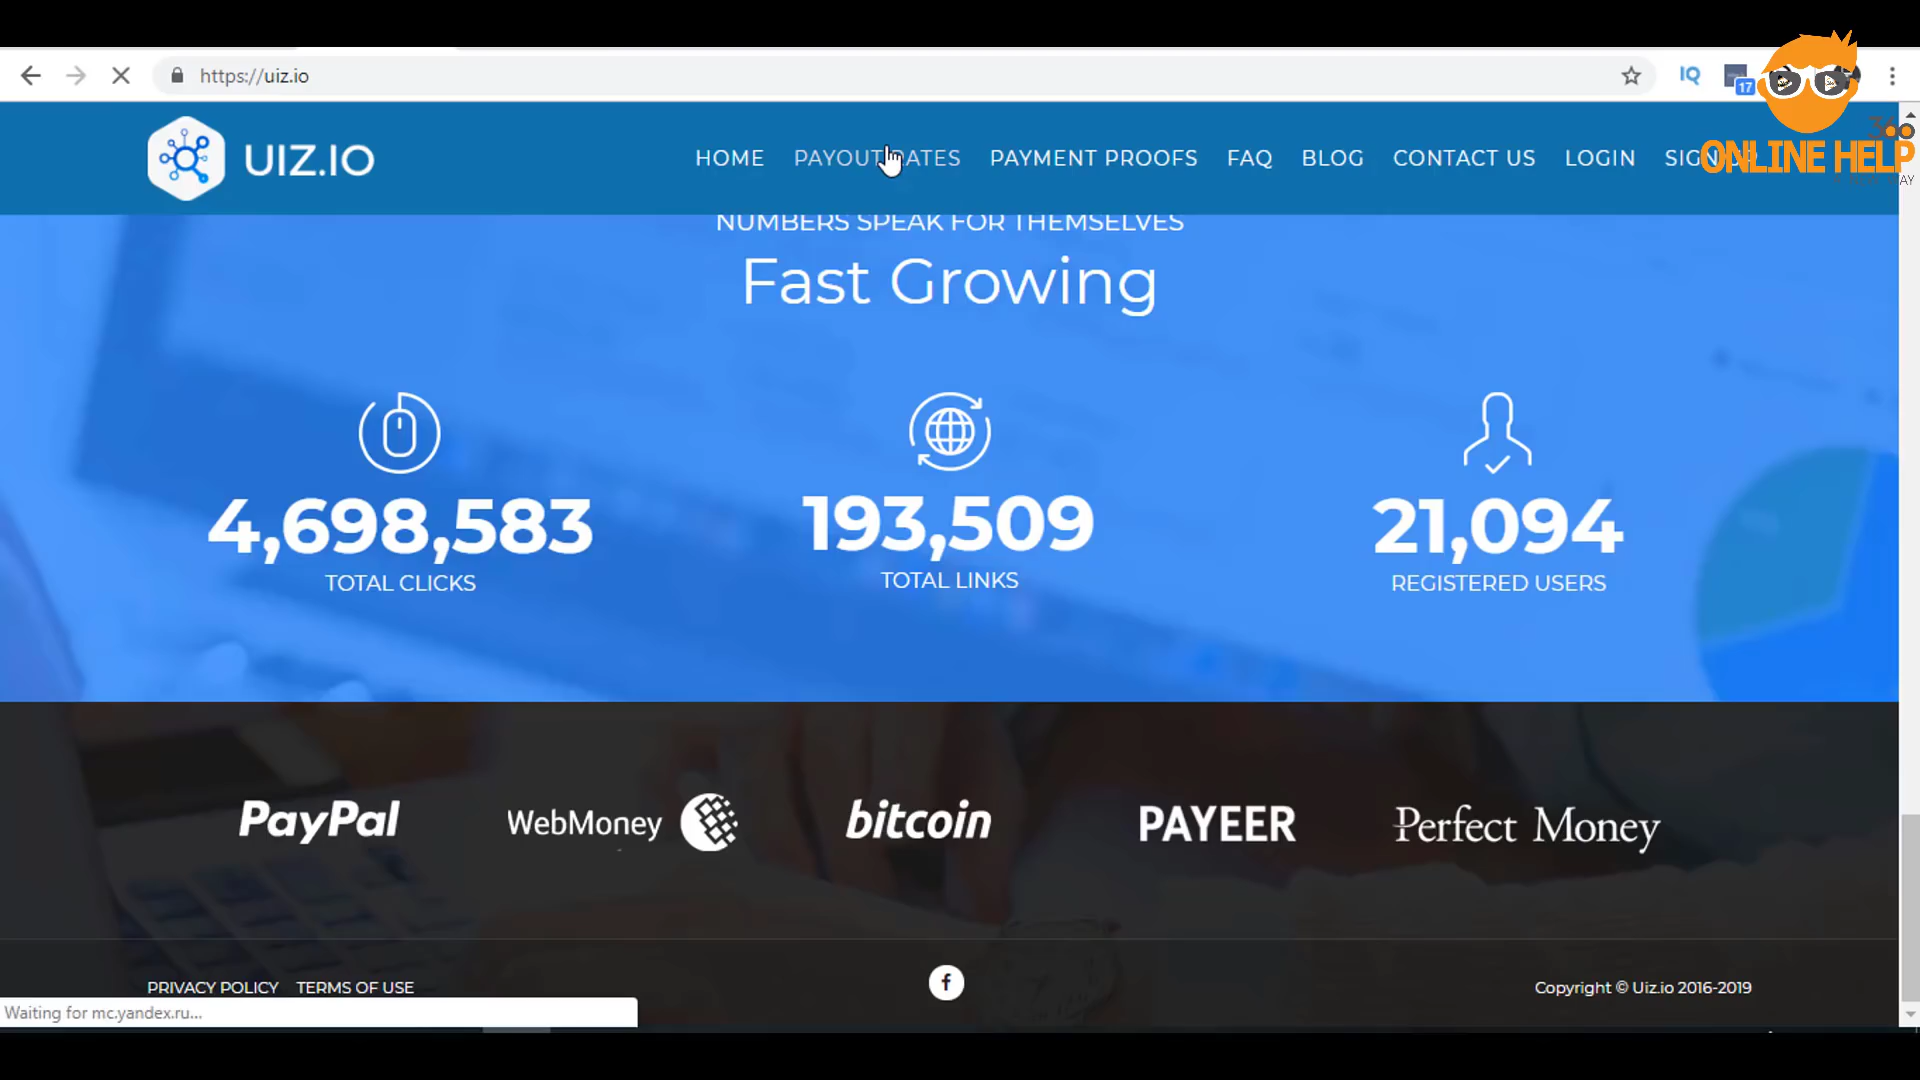 https://uiz.io
IQ
17
UIZ.IO
HOME
PAYOUT RATES
PAYMENT PROOFS
FAQ
BLOG
CONTACT US
LOGIN
ONLINE HELP
NUMBERS SPEAK FOR THEMSELVES
Fast Growing
4,698,583
193,509
21,094
TOTAL CLICKS
TOTAL LINKS
REGISTERED USERS
PayPal
WebMoney
bitcoin
PAYEER
Perfect Money
PRIVACY POLICY
TERMS OF USE
f
Copyright © Uiz.io 2016-2019
Waiting for mc.yandex.ru...